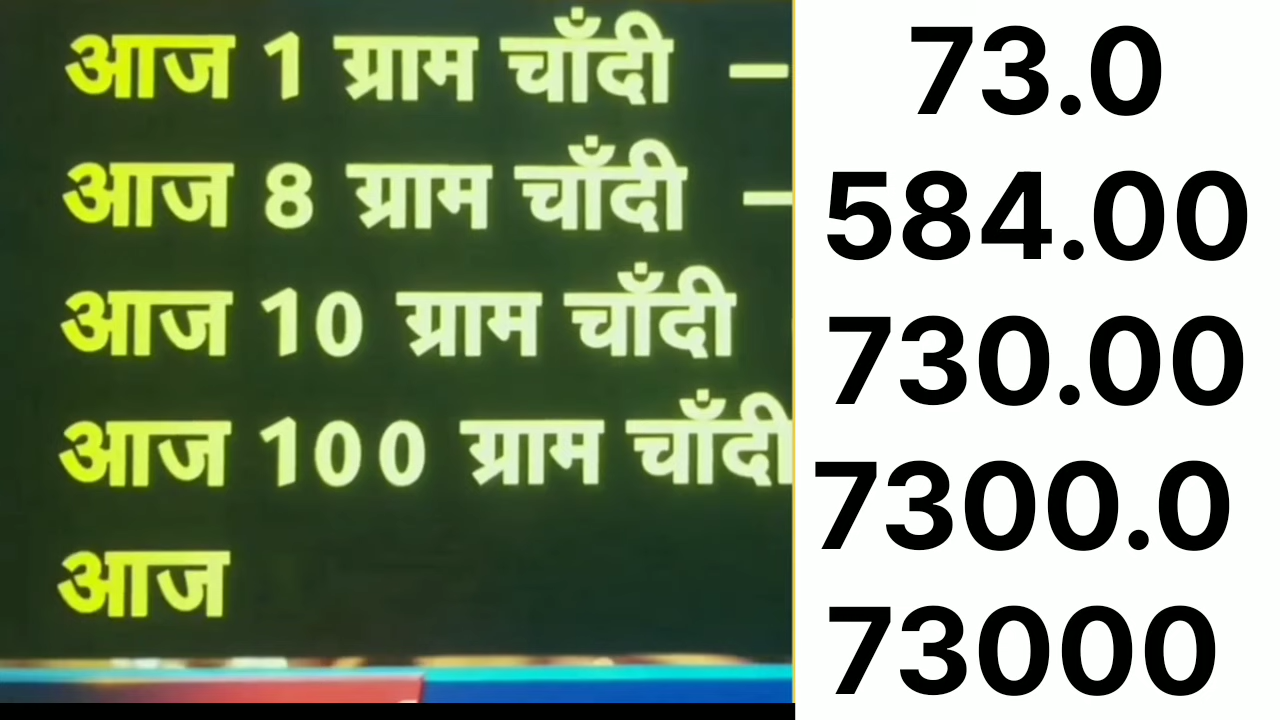 आज 1 ग्राम चाँदी – 73.0
आज 8 ग्राम चाँदी – 584.00
आज 10 ग्राम चाँदी 730.00
आज 100 ग्राम चाँदी 7300.0
आज 73000